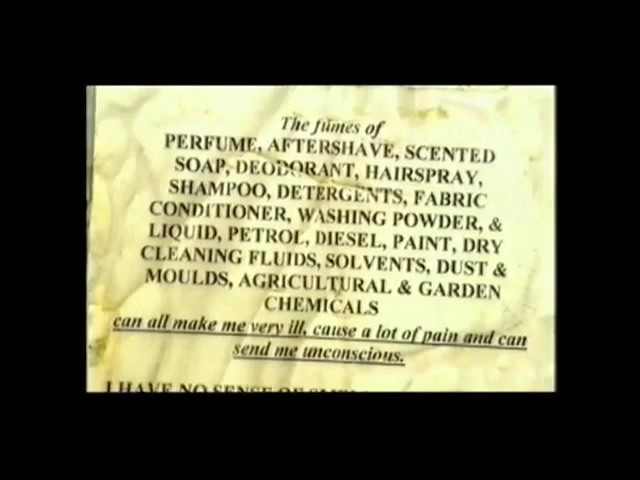 The fumes of
PERFUME, AFTERSHAVE, SCENTED
SOAP, DEODORANT, HAIRSPRAY,
SHAMPOO, DETERGENTS, FABRIC
CONDITIONER, WASHING POWDER, &
LIQUID, PETROL, DIESEL, PAINT, DRY
CLEANING FLUIDS, SOLVENTS, DUST &
MOULDS, AGRICULTURAL & GARDEN
CHEMICALS
can all make me very ill, cause a lot of pain and can
send me unconscious.
I HAVE NO SENSE OF